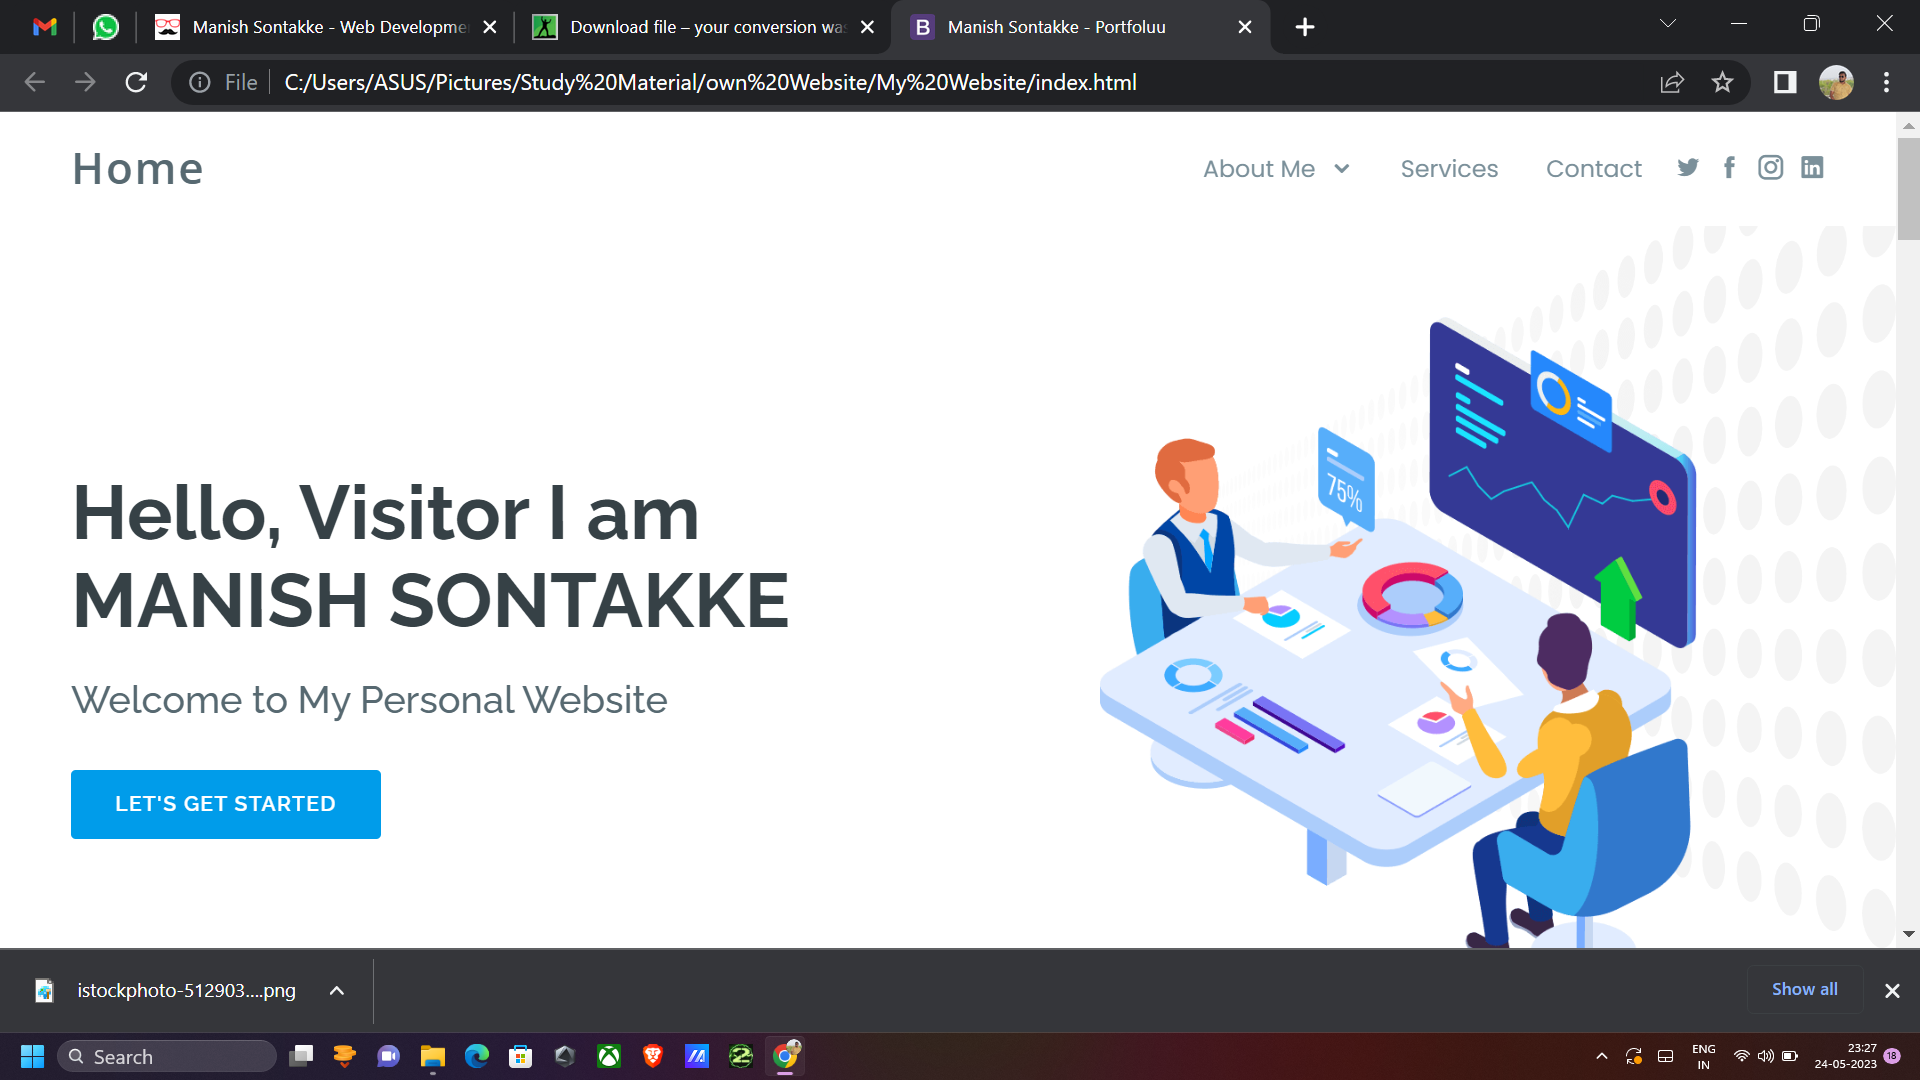 Manish Sontakke - Web Developme
Download file – your conversion was
Manish Sontakke - Portfoluu
File
C:/Users/ASUS/Pictures/Study%20Material/own%20Website/My%20Website/index.html
Home
About Me
Services
Contact
75%
Hello, Visitor I am
MANISH SONTAKKE
Welcome to My Personal Website
LET'S GET STARTED
istockphoto-512903....png
Show all
Search
ENG
IN
23:27
24-05-2023
18